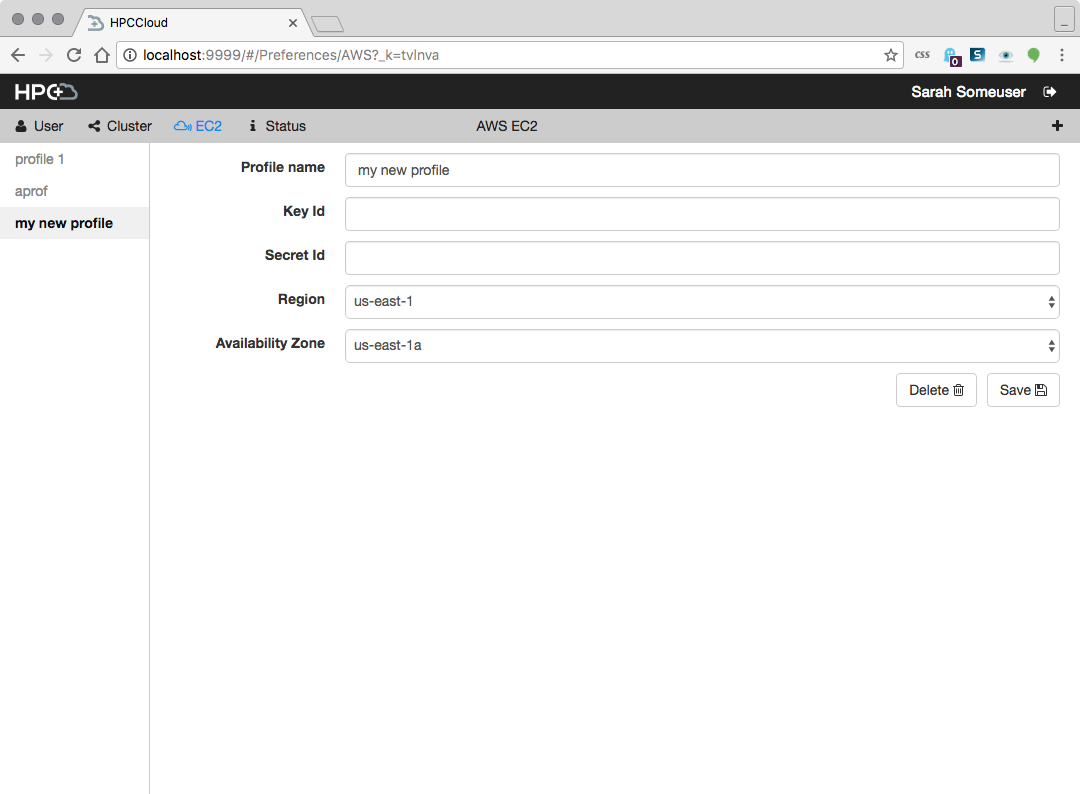 HPCCloud
localhost:9999/#/Preferences/AWS?_k=tvlnva
css
0
S
HPC
Sarah Someuser
User
Cluster
EC2
Status
AWS EC2
profile 1
aprof
my new profile
Profile name
my new profile
Key Id
Secret Id
Region
us-east-1
Availability Zone
us-east-1a
Delete
Save